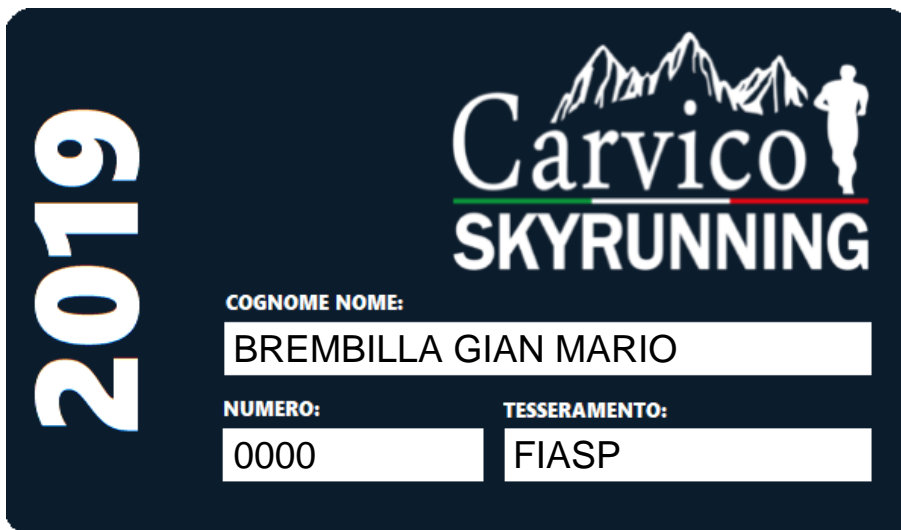 2019
Carvico
SKYRUNNING
COGNOME NOME:
BREMBILLA GIAN MARIO
NUMERO:
TESSERAMENTO:
0000
FIASP